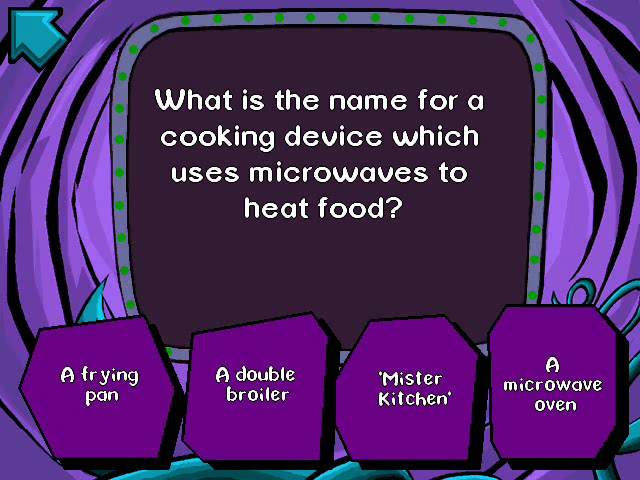 What is the name for a
cooking device which
uses microwaves to
heat food?
A frying
pan
A double
broiler
'Mister
Kitchen'
A
microwave
oven